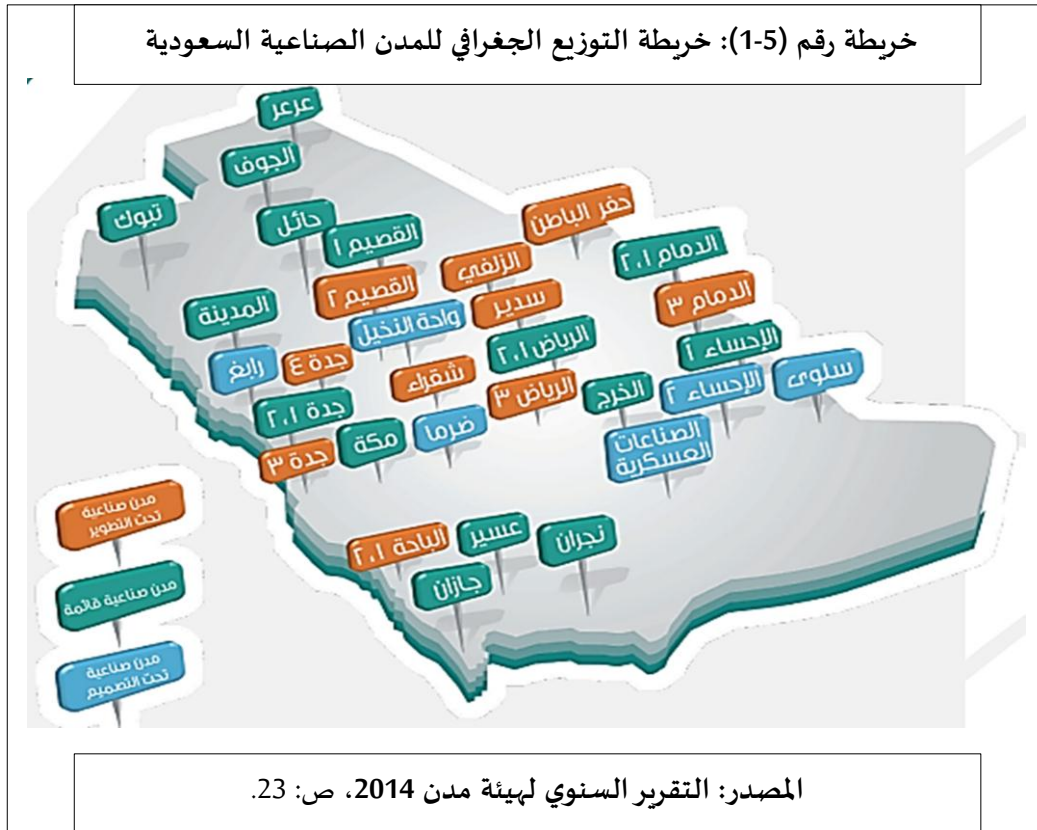 خريطة رقم (5-1): خريطة التوزيع الجغرافي للمدن الصناعية السعودية
عرعر
الجوف
تبوك
حائل
القصيم ١
حفر الباطن
الدمام ٢،١
الزلفي
القصيم ٢
الدمام ٣
سدير
المدينة
واحة النخيل
الرياض ٢،١
الإحساء ١
رابغ
جدة ٤
شقراء
الرياض ٣
الخرج
الإحساء ٢
سلوى
جدة ٢،١
مكة
ضرما
الصناعات
العسكرية
جدة ٣
الباحة ٢،١
عسير
نجران
جازان
مدن صناعية
تحت التطوير
مدن صناعية قائمة
مدن صناعية
تحت التصميم
المصدر: التقرير السنوي لهيئة مدن 2014، ص: 23.